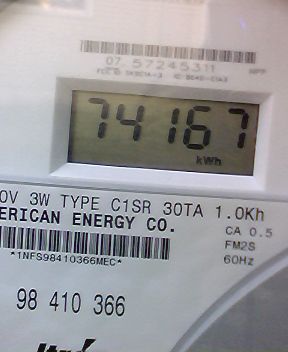 07 57245311
74167
kWh
0V 3W TYPE C1SR 30TA 1.0Kh
ERICAN ENERGY CO.
CA 0.5
FM2S
*1NFS98410366MEC*
60Hz
98 410 366